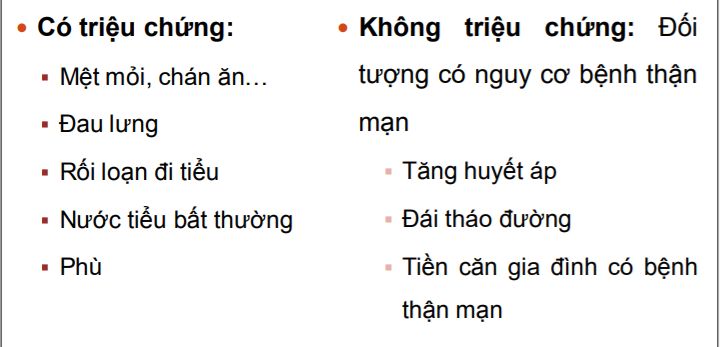 Có triệu chứng:
Mệt mỏi, chán ăn…
Đau lưng
Rối loạn đi tiểu
Nước tiểu bất thường
Phù
Không triệu chứng: Đối
tượng có nguy cơ bệnh thận
mạn
Tăng huyết áp
Đái tháo đường
Tiền căn gia đình có bệnh
thận mạn